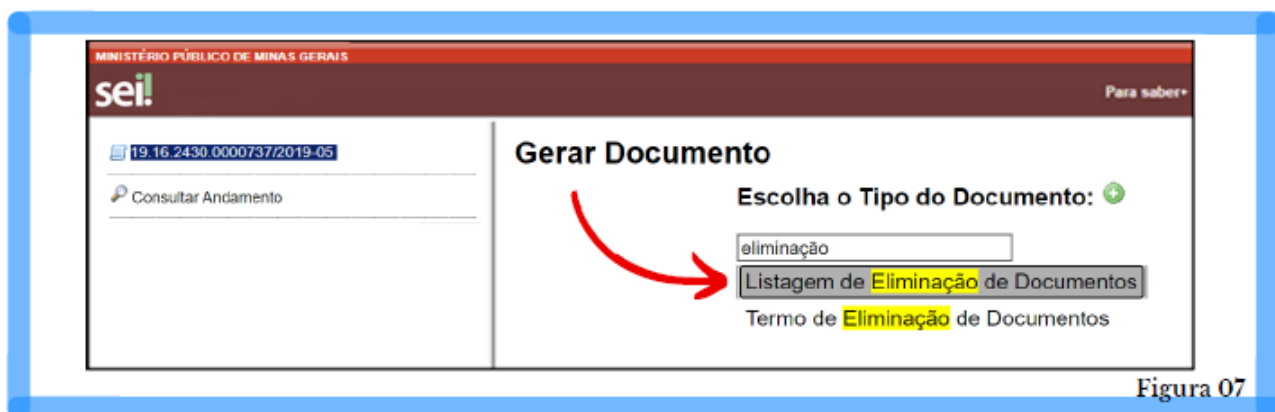 MINISTÉRIO PÚBLICO DE MINAS GERAIS
sei!
Para saber+
19.16.2430.0000737/2019-05
Consultar Andamento
Gerar Documento
Escolha o Tipo do Documento:
eliminação
Listagem de Eliminação de Documentos
Termo de Eliminação de Documentos
Figura 07